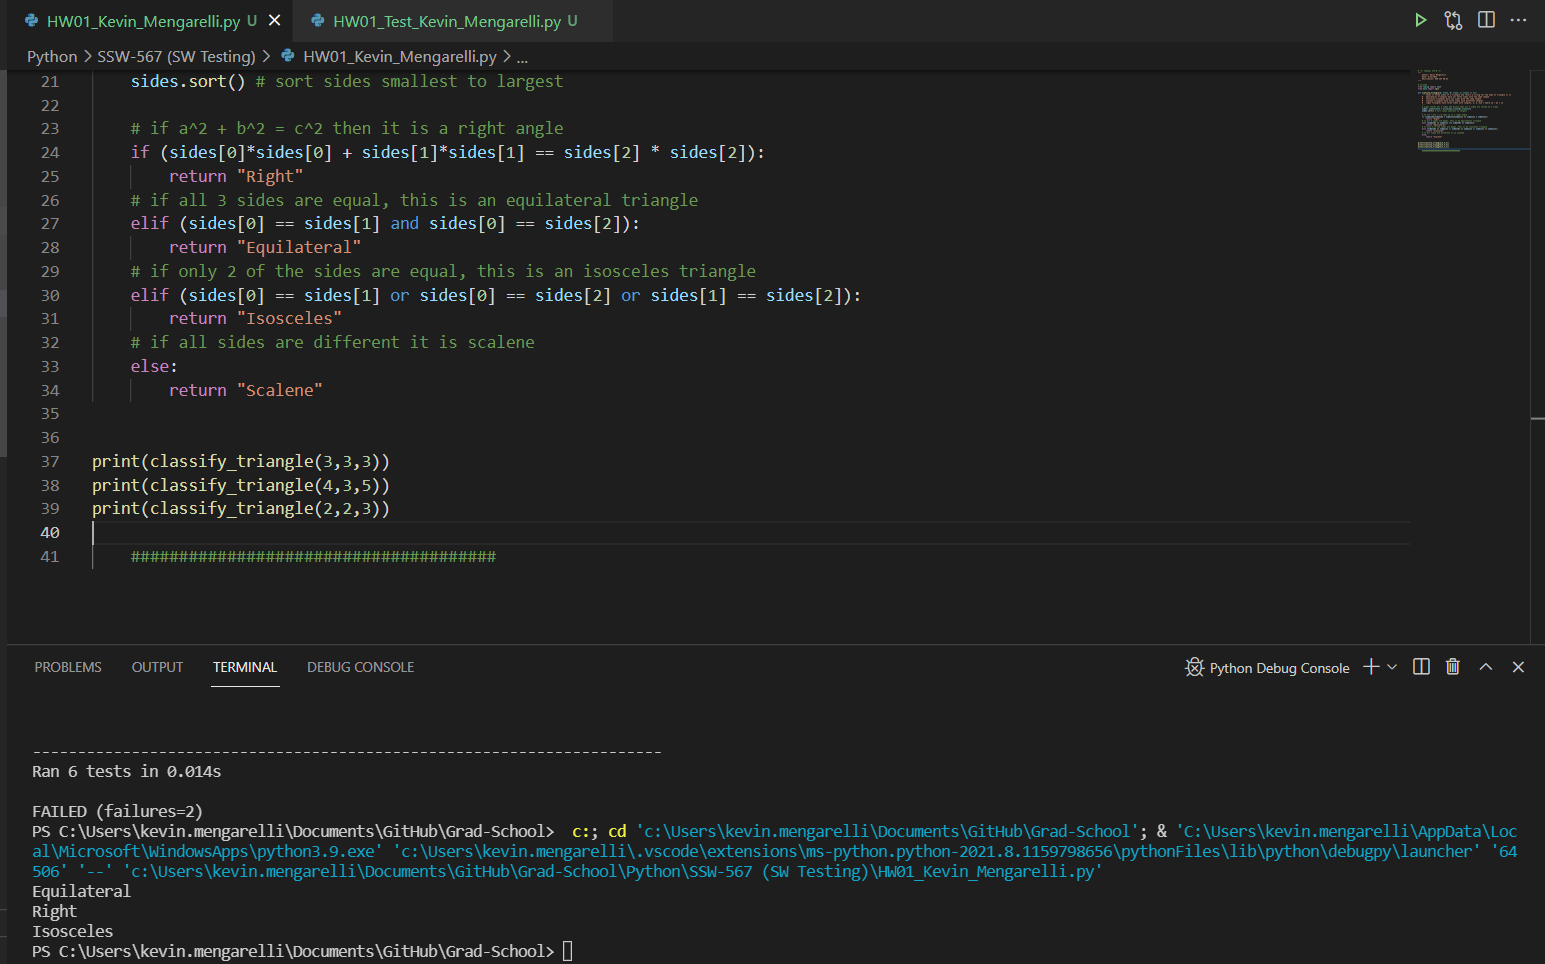 HW01_Kevin_Mengarelli.py U
HW01_Test_Kevin_Mengarelli.py U
Python > SSW-567 (SW Testing) > HW01_Kevin_Mengarelli.py > ...
21 sides.sort() # sort sides smallest to largest
22
23 # if a^2 + b^2 = c^2 then it is a right angle
24 if (sides[0]*sides[0] + sides[1]*sides[1] == sides[2] * sides[2]):
25 return "Right"
26 # if all 3 sides are equal, this is an equilateral triangle
27 elif (sides[0] == sides[1] and sides[0] == sides[2]):
28 return "Equilateral"
29 # if only 2 of the sides are equal, this is an isosceles triangle
30 elif (sides[0] == sides[1] or sides[0] == sides[2] or sides[1] == sides[2]):
31 return "Isosceles"
32 # if all sides are different it is scalene
33 else:
34 return "Scalene"
35
36
37 print(classify_triangle(3,3,3))
38 print(classify_triangle(4,3,5))
39 print(classify_triangle(2,2,3))
40
41 ######################################
PROBLEMS OUTPUT TERMINAL DEBUG CONSOLE Python Debug Console
----------------------------------------------------------------------
Ran 6 tests in 0.014s
FAILED (failures=2)
PS C:\Users\kevin.mengarelli\Documents\GitHub\Grad-School> c:; cd 'c:\Users\kevin.mengarelli\Documents\GitHub\Grad-School'; & 'C:\Users\kevin.mengarelli\AppData\Loc
al\Microsoft\WindowsApps\python3.9.exe' 'c:\Users\kevin.mengarelli\.vscode\extensions\ms-python.python-2021.8.1159798656\pythonFiles\lib\python\debugpy\launcher' '64
506' '--' 'c:\Users\kevin.mengarelli\Documents\GitHub\Grad-School\Python\SSW-567 (SW Testing)\HW01_Kevin_Mengarelli.py'
Equilateral
Right
Isosceles
PS C:\Users\kevin.mengarelli\Documents\GitHub\Grad-School>